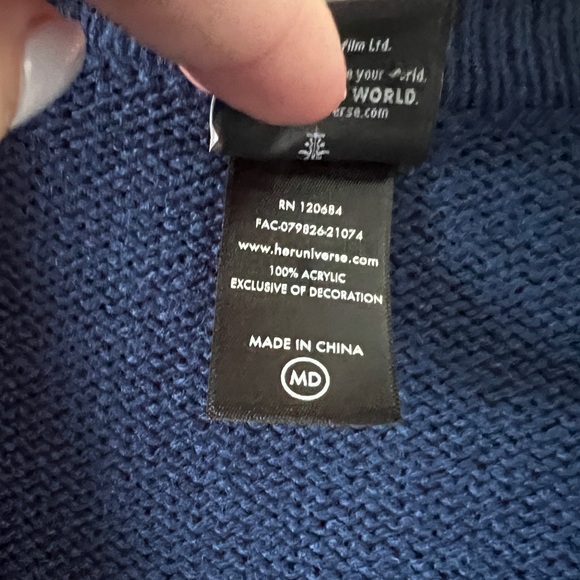 film Ltd.
your
WORLD.
erse.com
RN 120684
FAC-079826-21074
www.heruniverse.com
100% ACRYLIC
EXCLUSIVE OF DECORATION
MADE IN CHINA
MD